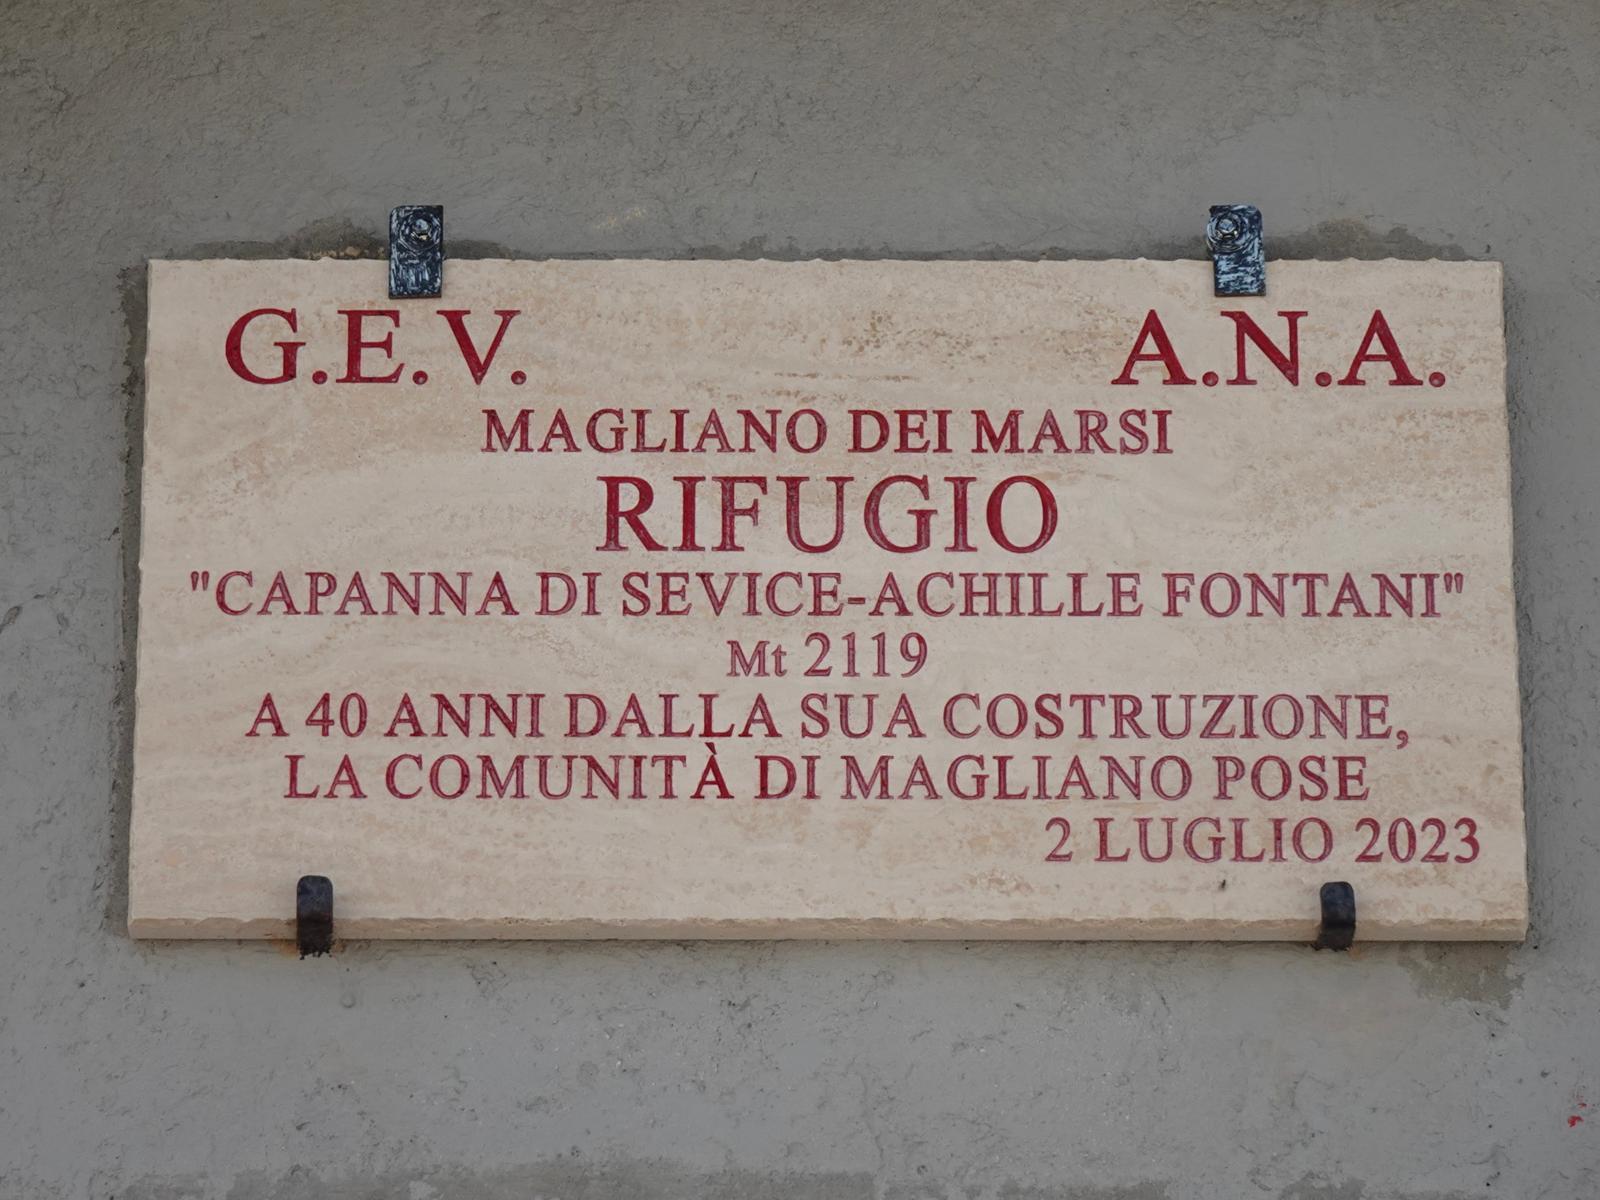 G.E.V. A.N.A.
MAGLIANO DEI MARSI
RIFUGIO
"CAPANNA DI SEVICE-ACHILLE FONTANI"
Mt 2119
A 40 ANNI DALLA SUA COSTRUZIONE,
LA COMUNITÀ DI MAGLIANO POSE
2 LUGLIO 2023